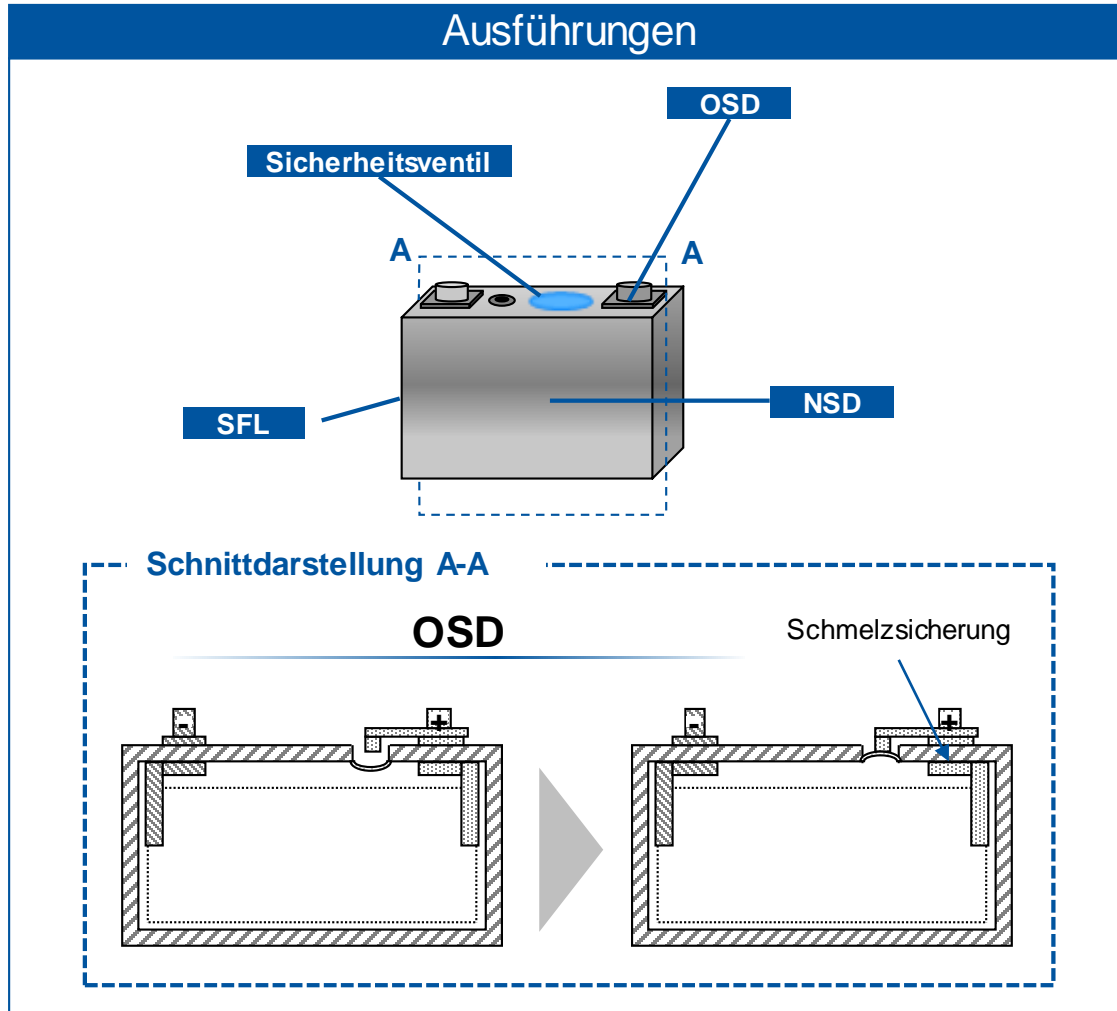 Ausführungen
OSD
Sicherheitsventil
A A
SFL
NSD
Schnittdarstellung A-A
OSD
Schmelzsicherung
- +
- +